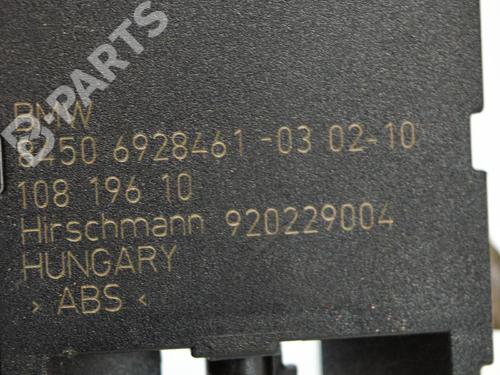 B-PARTS
BMW
8450 6928461-03 02-10
108 196 10
Hirschmann 920229004
HUNGARY
> ABS <